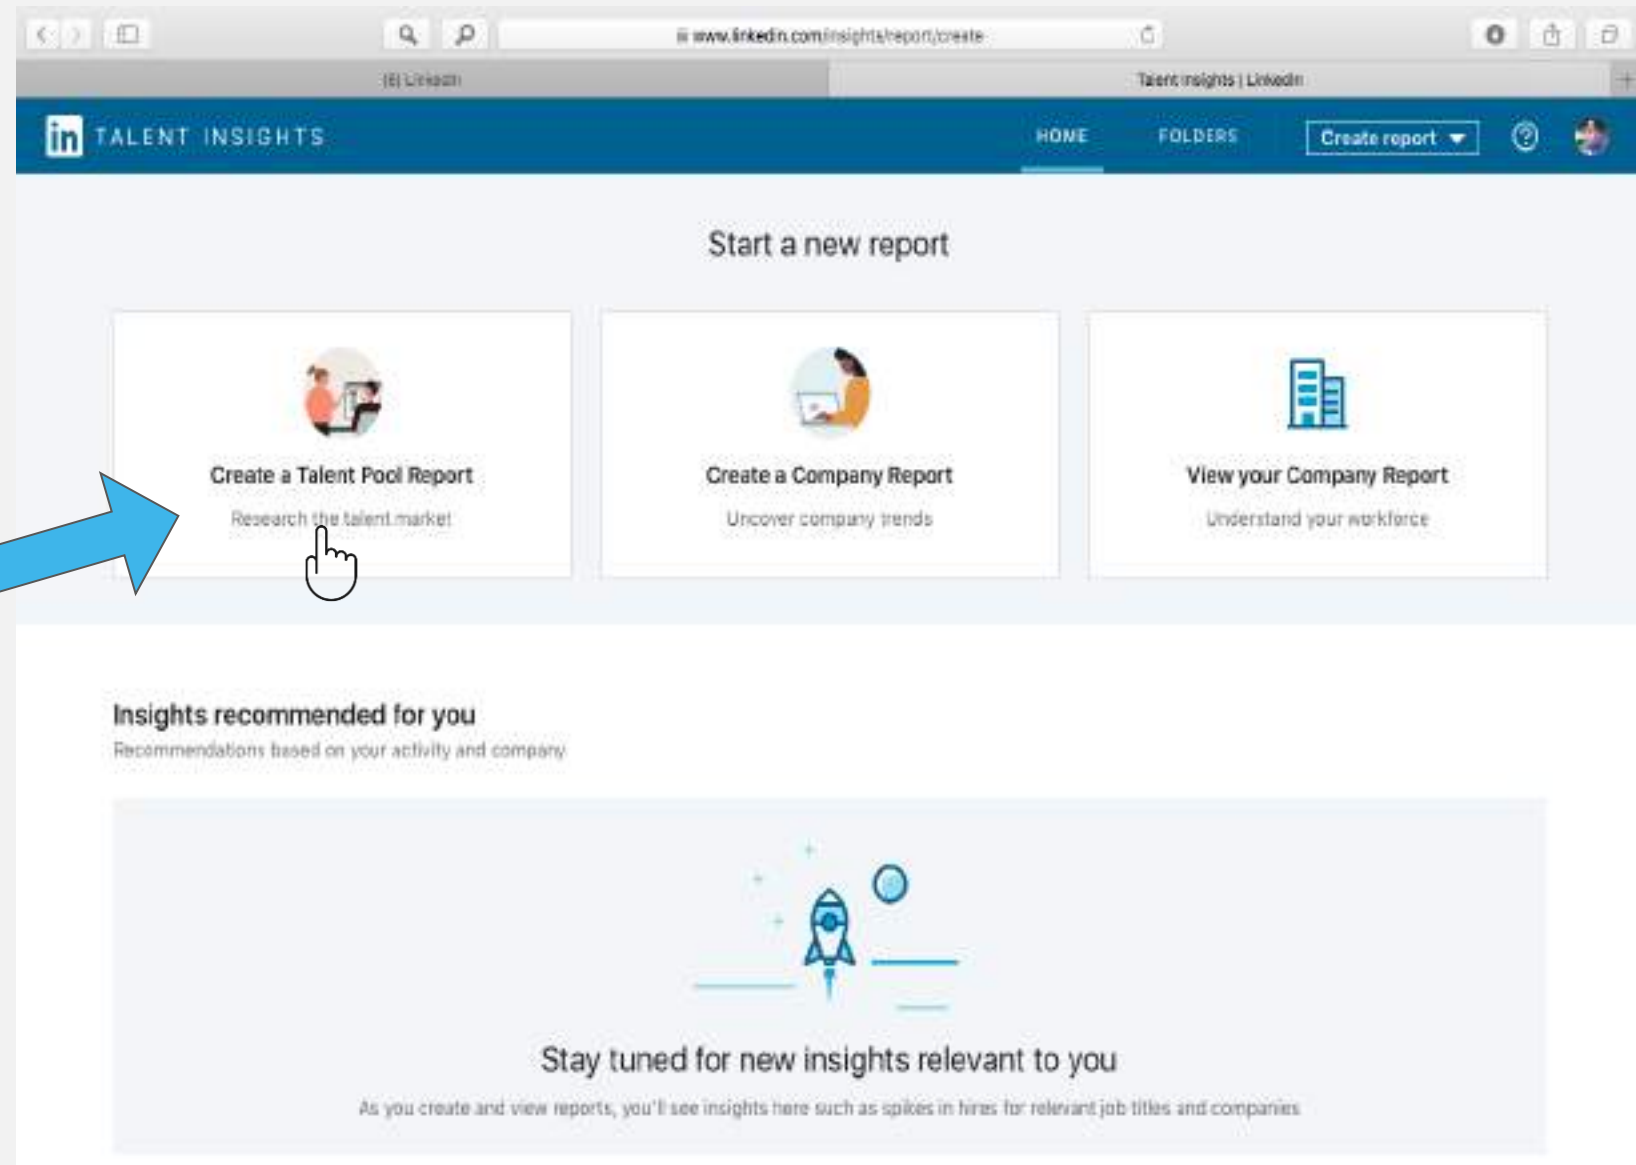 www.linkedin.com/insights/report/create
(6) LinkedIn
Talent Insights | LinkedIn
in TALENT INSIGHTS
HOME
FOLDERS
Create report
Start a new report
Create a Talent Pool Report
Research the talent market
Create a Company Report
Uncover company trends
View your Company Report
Understand your workforce
Insights recommended for you
Recommendations based on your activity and company
Stay tuned for new insights relevant to you
As you create and view reports, you'll see insights here such as spikes in hires for relevant job titles and companies